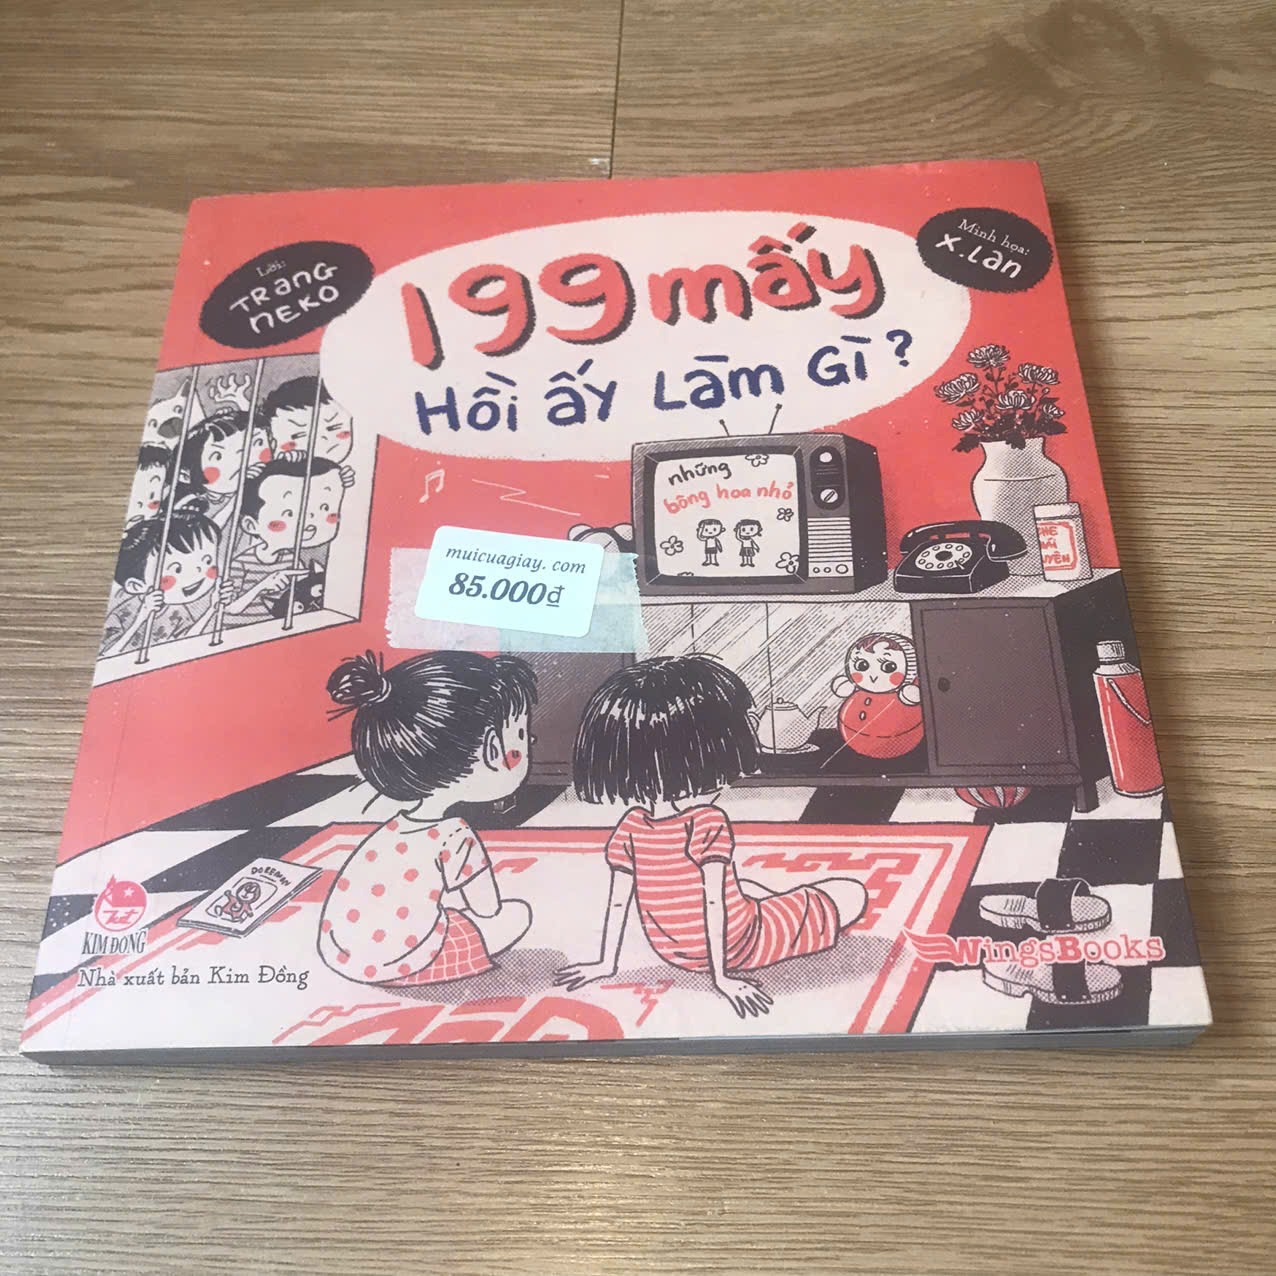 Lời:
TRANG
NEKO
199 mấy
Hồi ấy Làm Gì?
Minh họa:
X.Lan
những
bông hoa nhỏ
muicuagiay. com
85.000đ
DOREMON
KIM ĐỒNG
Nhà xuất bản Kim Đồng
WingsBooks